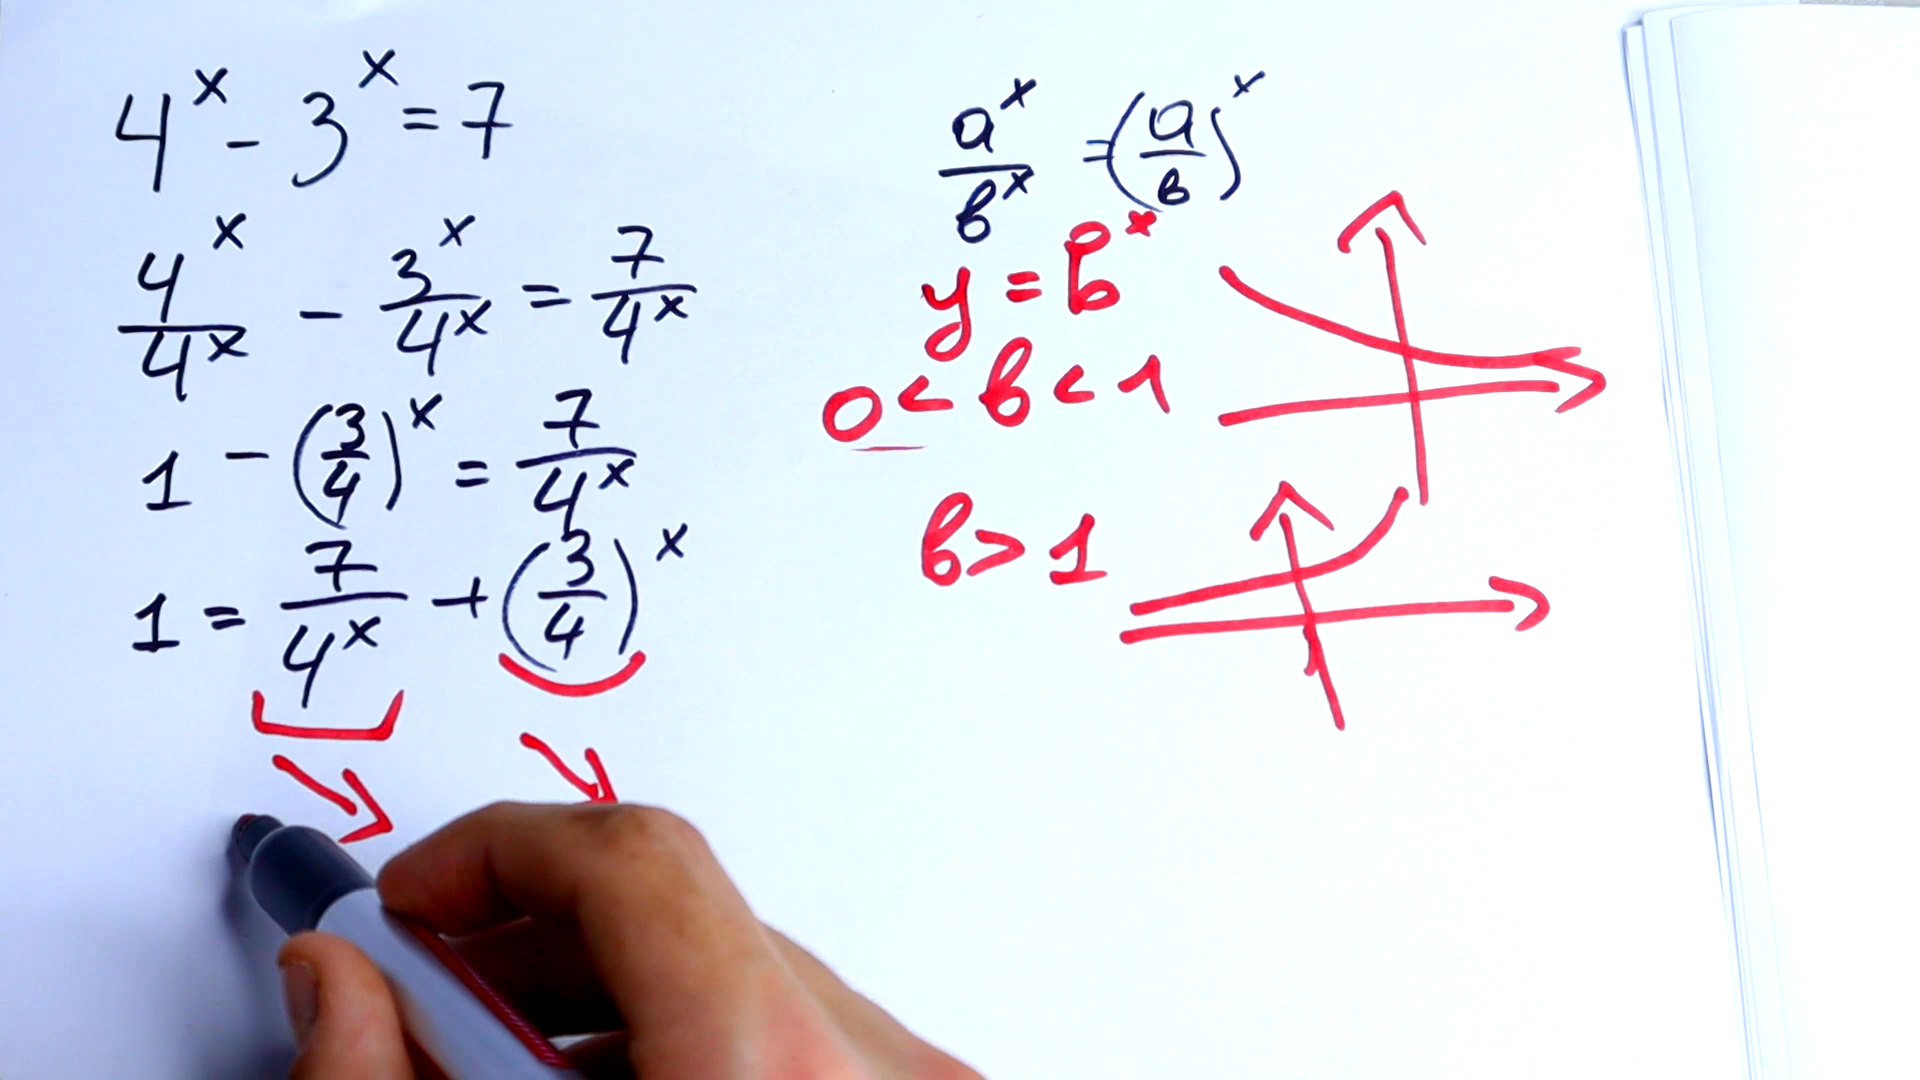 4^x - 3^x = 7
4^x/4^x - 3^x/4^x = 7/4^x
1 - (3/4)^x = 7/4^x
1 = 7/4^x + (3/4)^x
a^x/в^x = (a/в)^x
y = в^x
0 < в < 1
в > 1